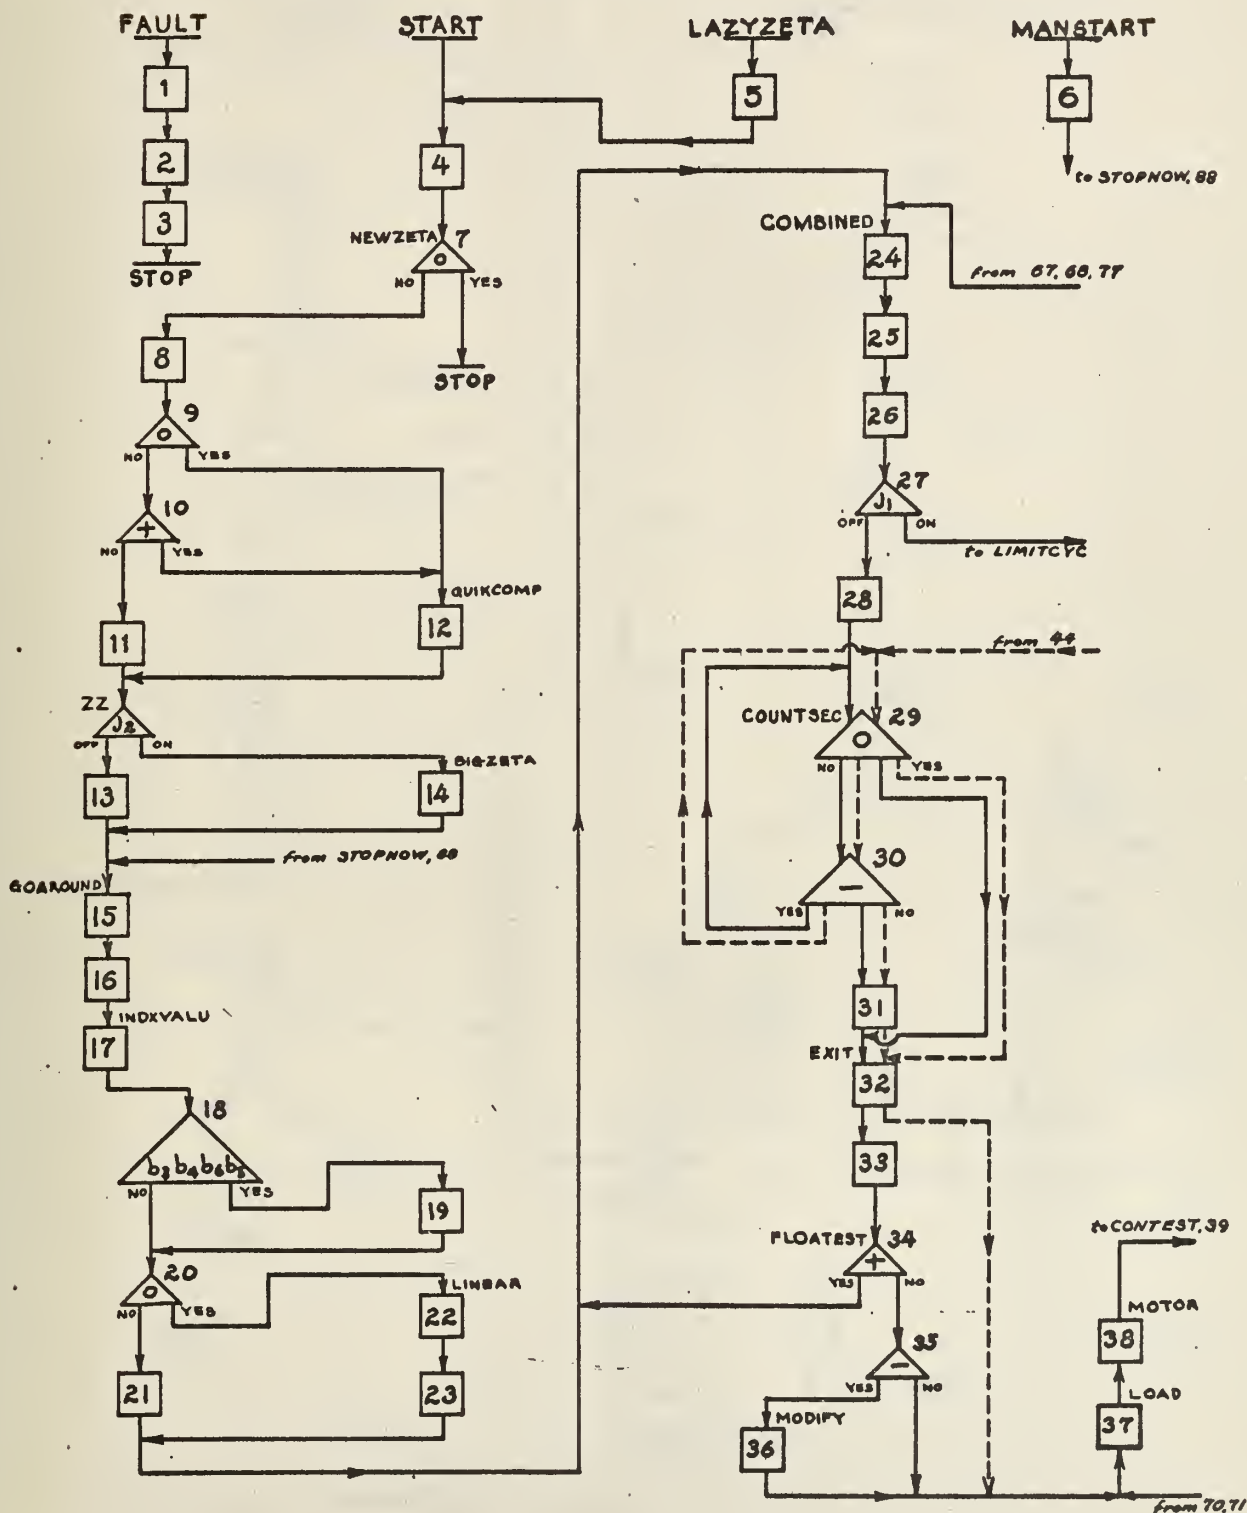 FAULT
START
LAZYZETA
MANSTART
1
5
6
2
4
to STOPNOW, 88
3
COMBINED
STOP
NEWZETA 7
0
NO YES
24
from 67, 68, 77
8
25
STOP
9
0
NO YES
26
10
+
NO YES
27
J1
OFF ON
to LIMITCYC
QUIKCOMP
28
11
12
from 44
22
J2
OFF ON
COUNTSEC 29
0
NO YES
BIGZETA
13
14
from STOPNOW, 88
30
-
YES NO
GOAROUND
15
16
31
INDXVALU
17
EXIT
32
18
b3 b4 b6 b5
NO YES
33
19
to CONTEST, 39
FLOATEST 34
+
YES NO
20
0
NO YES
LINEAR
22
MOTOR
38
35
-
YES NO
21
23
LOAD
37
MODIFY
36
from 70, 71